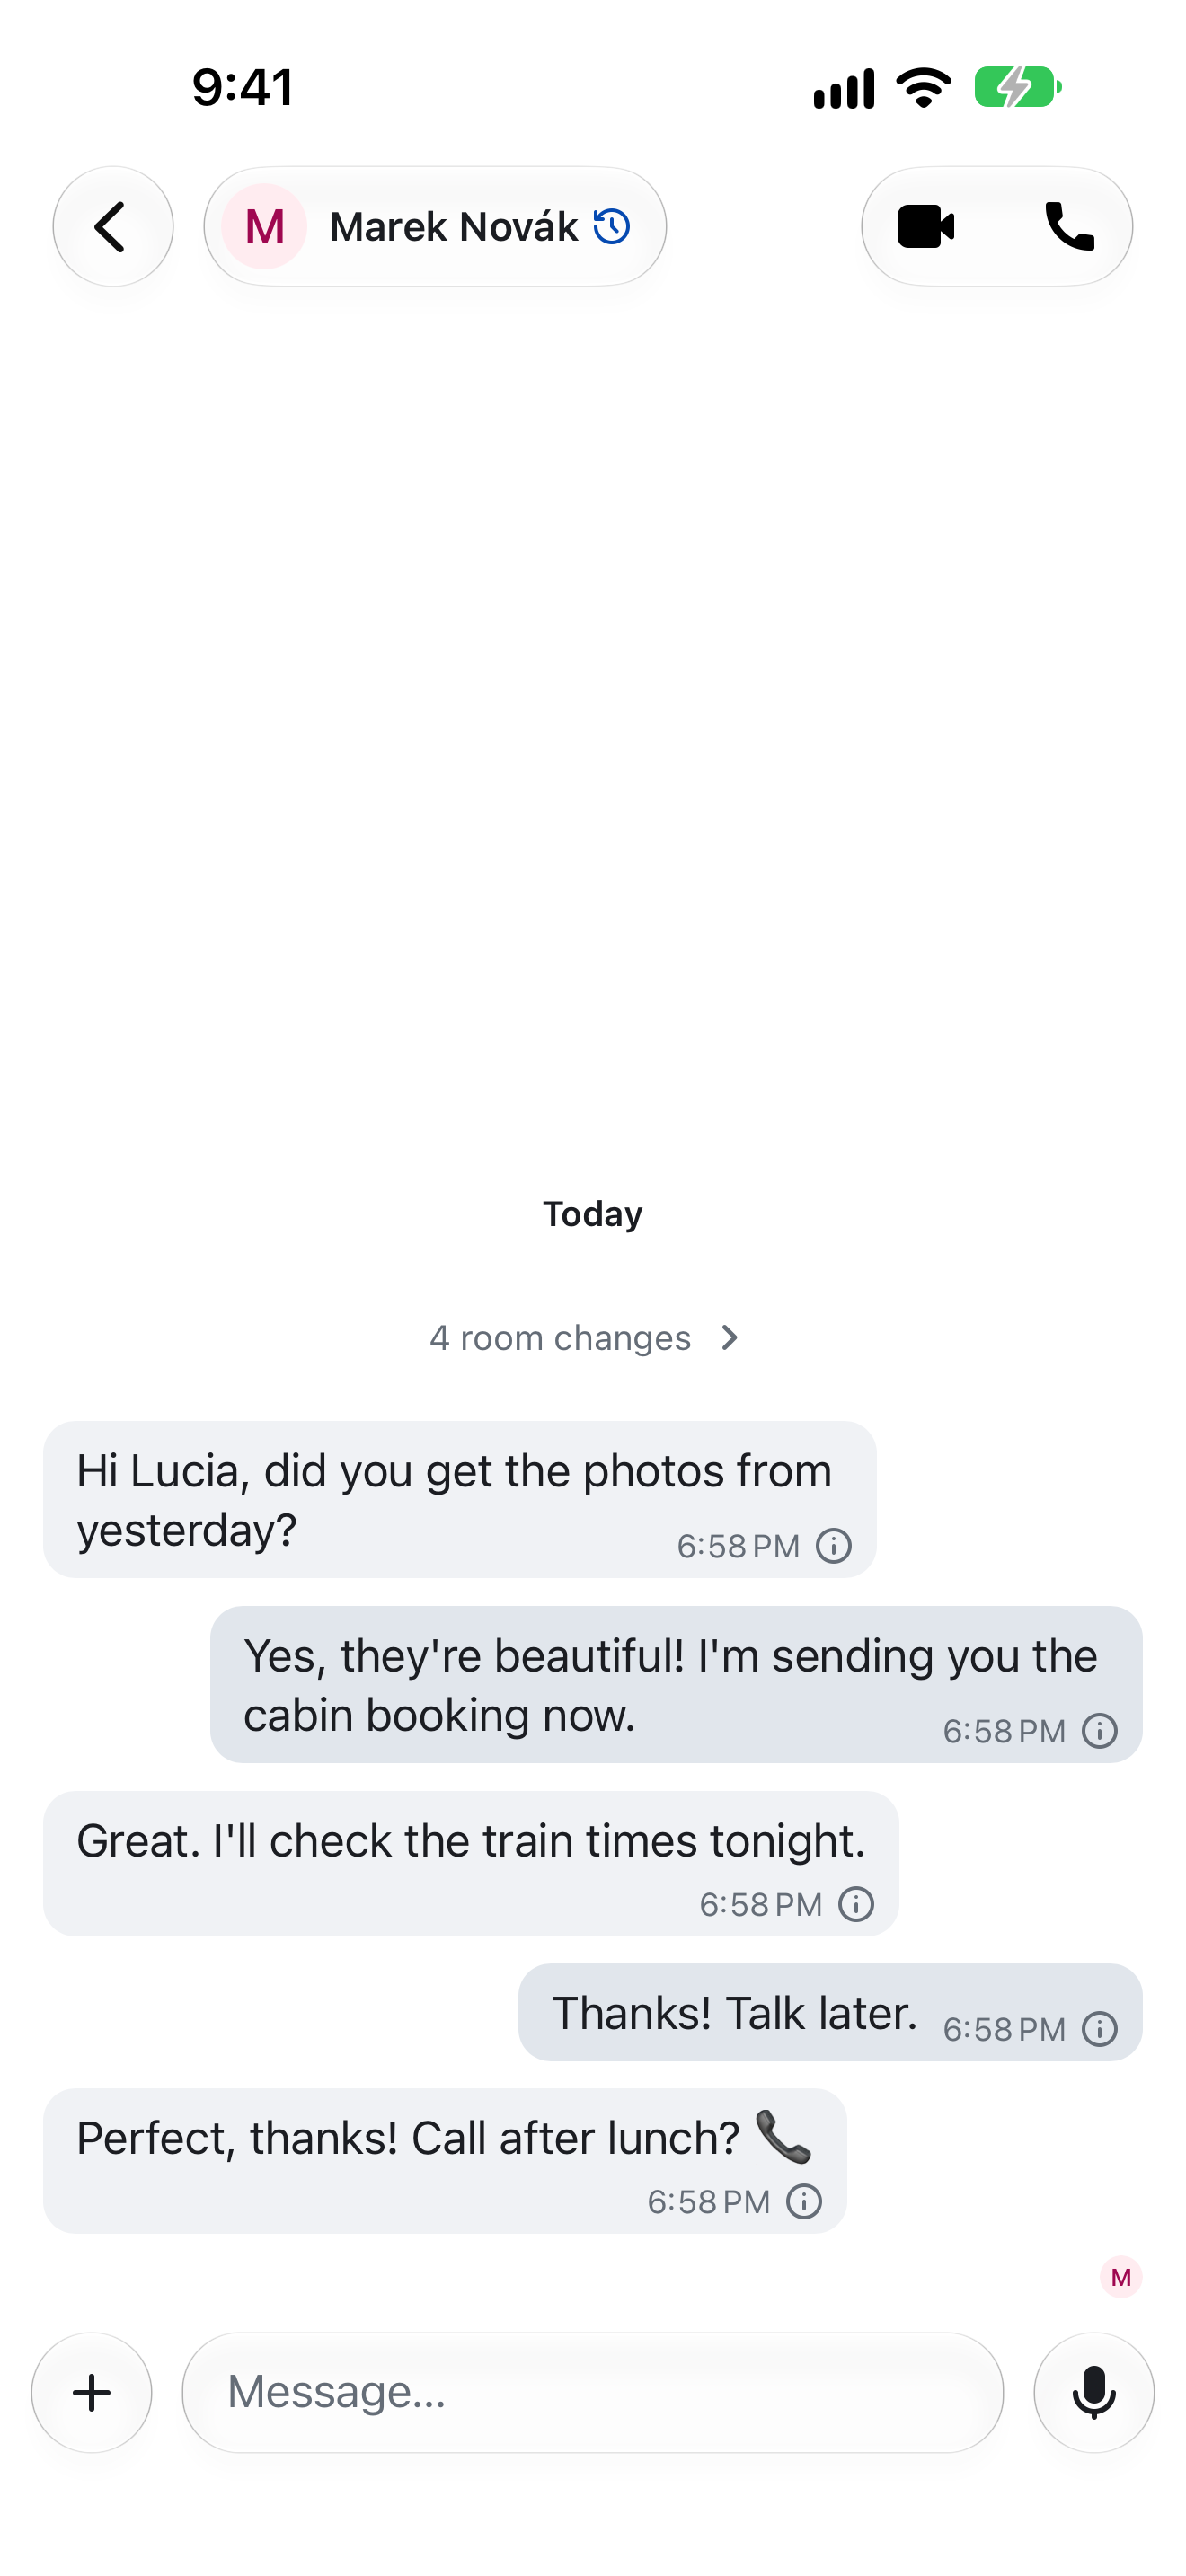 9:41
M Marek Novák
Today
4 room changes
Hi Lucia, did you get the photos from
yesterday?
6:58 PM
Yes, they're beautiful! I'm sending you the
cabin booking now.
6:58 PM
Great. I'll check the train times tonight.
6:58 PM
Thanks! Talk later. 6:58 PM
Perfect, thanks! Call after lunch? 📞
6:58 PM
M
Message...